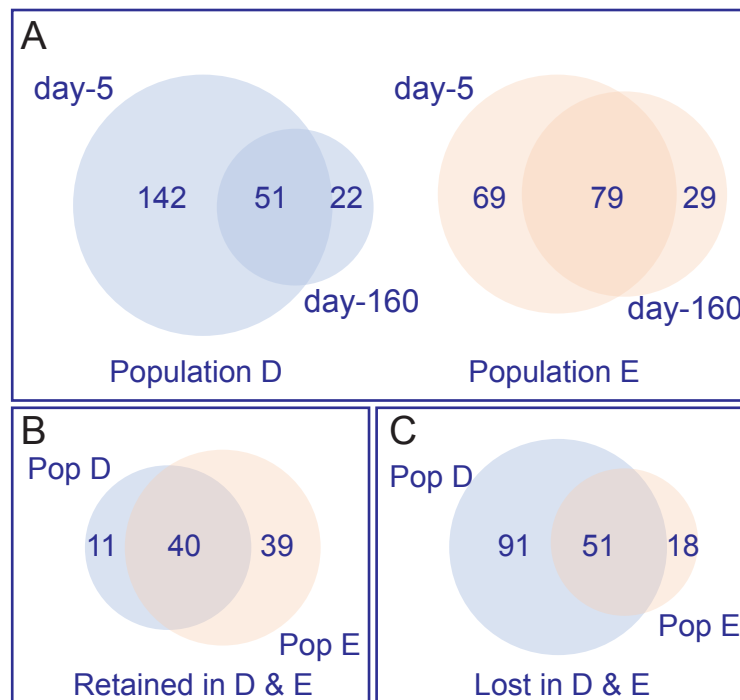 A
day-5
day-5
142
51
22
69
79
29
day-160
day-160
Population D
Population E
B
Pop D
11
40
39
Pop E
Retained in D & E
C
Pop D
91
51
18
Pop E
Lost in D & E